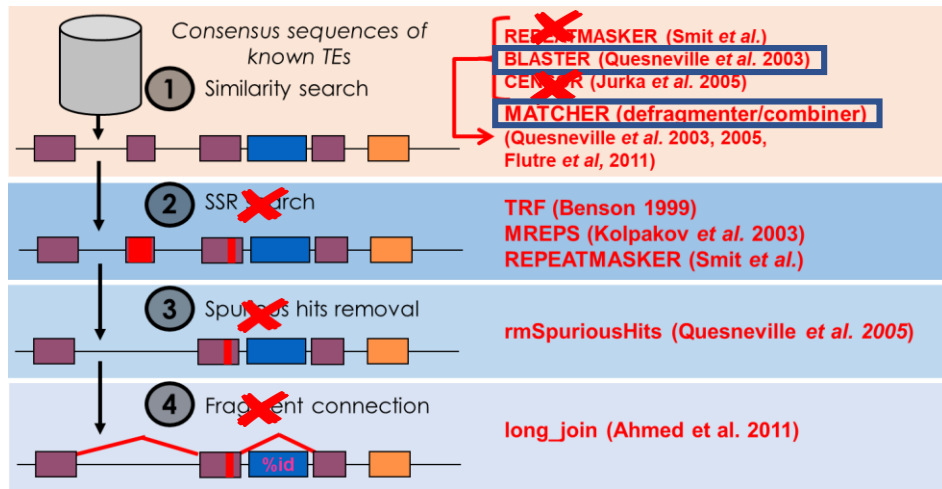 Consensus sequences of
known TEs
1 Similarity search
REPEATMASKER (Smit et al.)
BLASTER (Quesneville et al. 2003)
CENSOR (Jurka et al. 2005)
MATCHER (defragmenter/combiner)
(Quesneville et al. 2003, 2005,
Flutre et al, 2011)
2 SSR search
TRF (Benson 1999)
MREPS (Kolpakov et al. 2003)
REPEATMASKER (Smit et al.)
3 Spurious hits removal
rmSpuriousHits (Quesneville et al. 2005)
4 Fragment connection
long_join (Ahmed et al. 2011)
%id